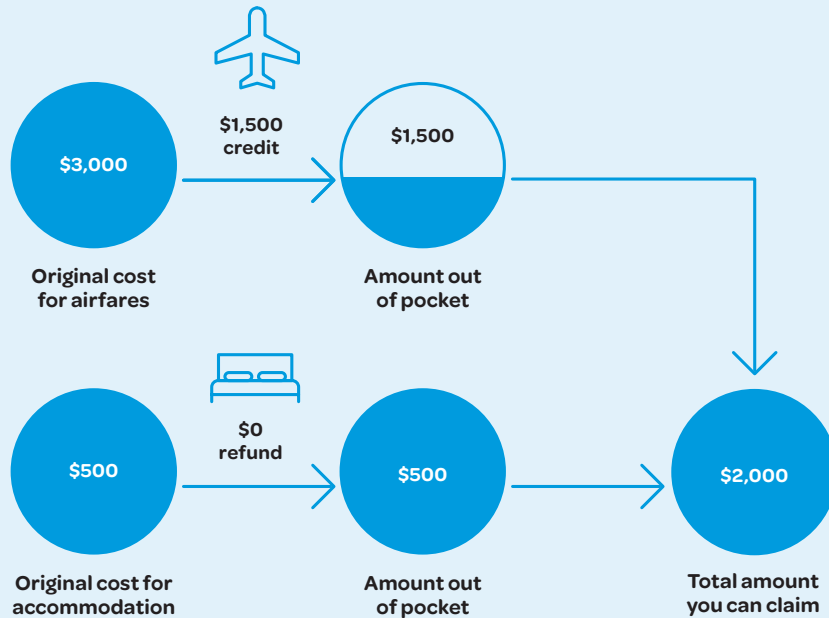 $3,000
$1,500
credit
$1,500
Original cost
for airfares
Amount out
of pocket
$500
$0
refund
$500
$2,000
Original cost for
accommodation
Amount out
of pocket
Total amount
you can claim